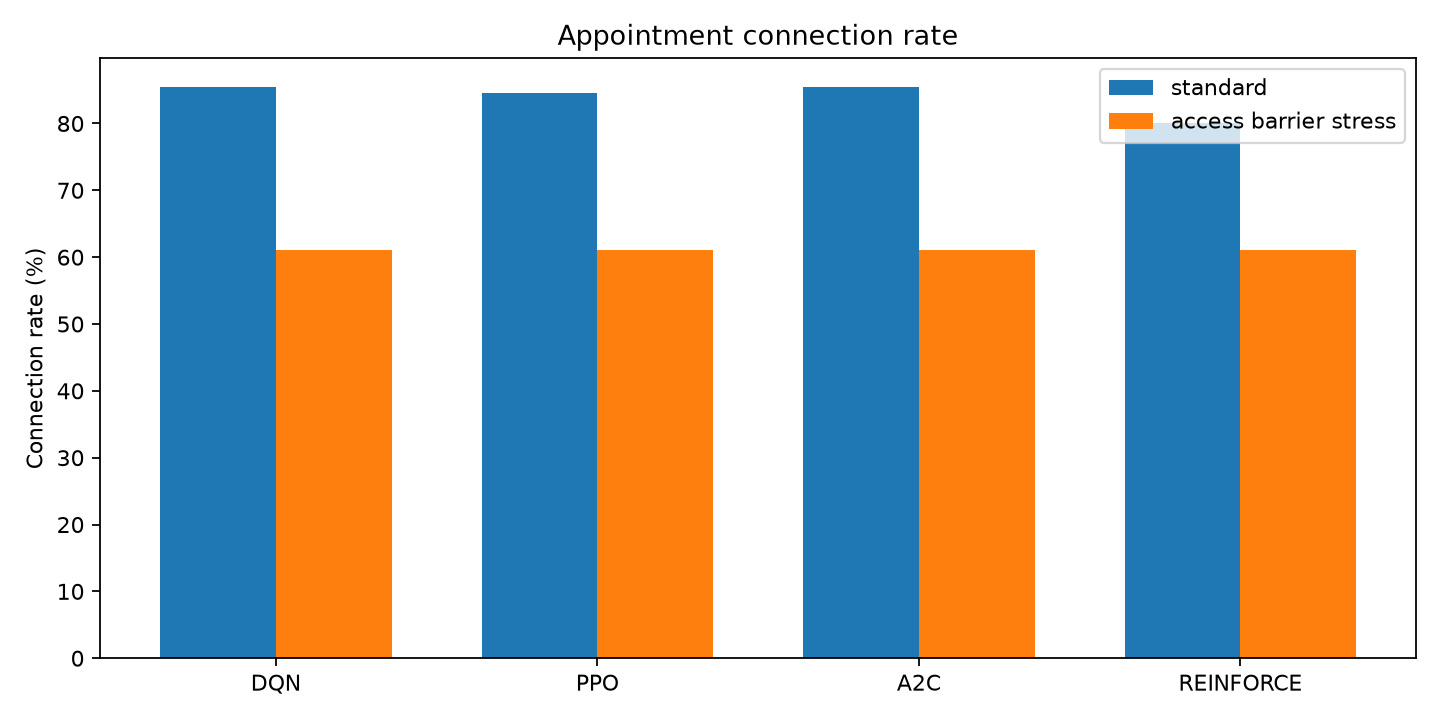 Appointment connection rate
standard
access barrier stress
Connection rate (%)
80
70
60
50
40
30
20
10
0
DQN
PPO
A2C
REINFORCE